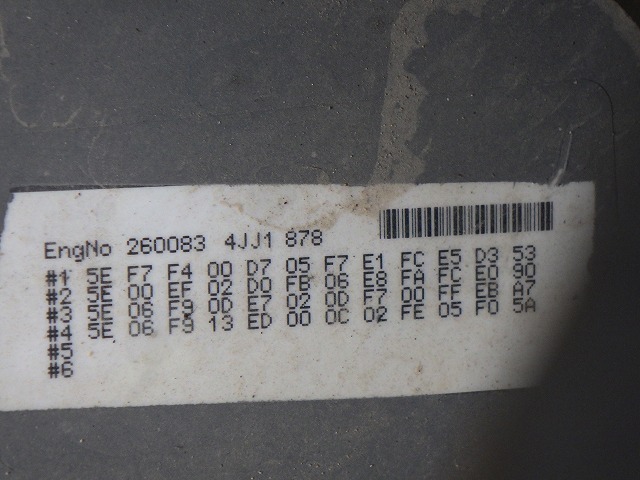 EngNo 260083 4JJ1 878
#1 5E F7 F4 00 D7 05 F7 E1 FC E5 D3 53
#2 5E 00 EF 02 D0 FB 06 E8 FA FC E0 90
#3 5E 06 F9 0D E7 02 0D F7 00 FF EB A7
#4 5E 06 F9 13 ED 00 0C 02 FE 05 F0 5A
#5
#6